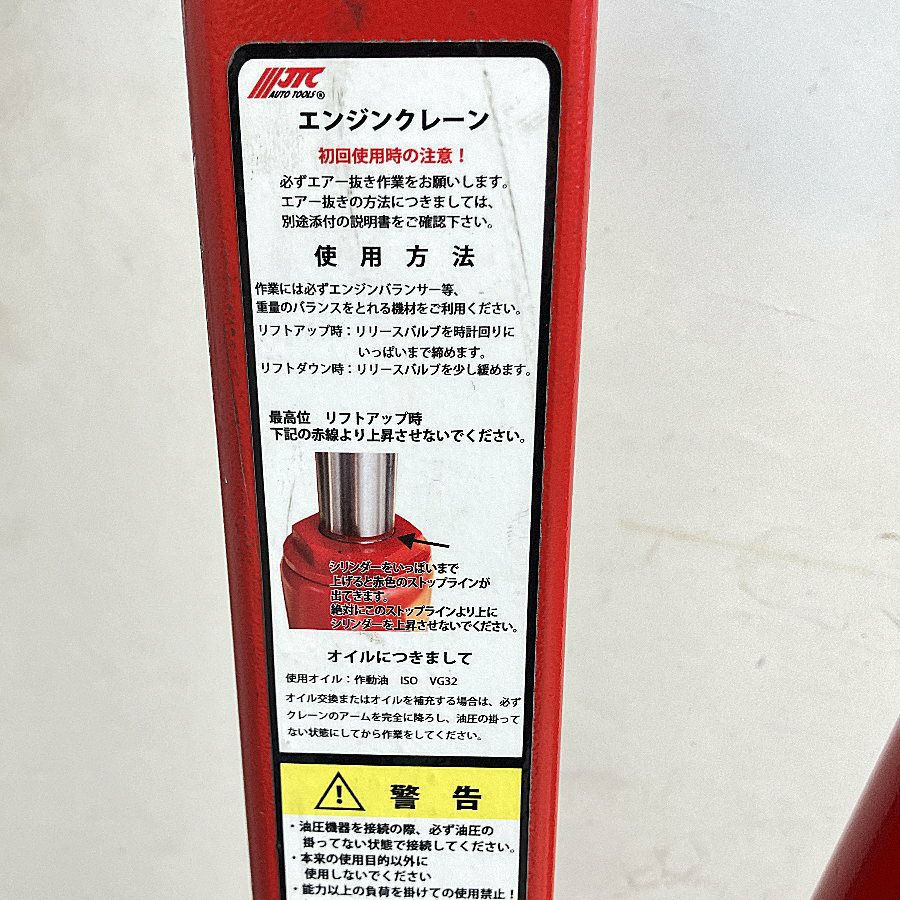 JTC
AUTO TOOLS®
エンジンクレーン
初回使用時の注意！
必ずエアー抜き作業をお願いします。
エアー抜きの方法につきましては、
別途添付の説明書をご確認下さい。
使用方法
作業には必ずエンジンバランサー等、
重量のバランスをとれる機材をご利用ください。
リフトアップ時：リリースバルブを時計回りに
いっぱいまで締めます。
リフトダウン時：リリースバルブを少し緩めます。
最高位 リフトアップ時
下記の赤線より上昇させないでください。
シリンダーをいっぱいまで
上げると赤色のストップラインが
出てきます。
絶対にこのストップラインより上に
シリンダーを上昇させないでください。
オイルにつきまして
使用オイル：作動油 ISO VG32
オイル交換またはオイルを補充する場合は、必ず
クレーンのアームを完全に降ろし、油圧の掛って
ない状態にしてから作業をしてください。
警告
・油圧機器を接続の際、必ず油圧の
掛ってない状態で接続してください。
・本来の使用目的以外に
使用しないでください
・能力以上の負荷を掛けての使用禁止！